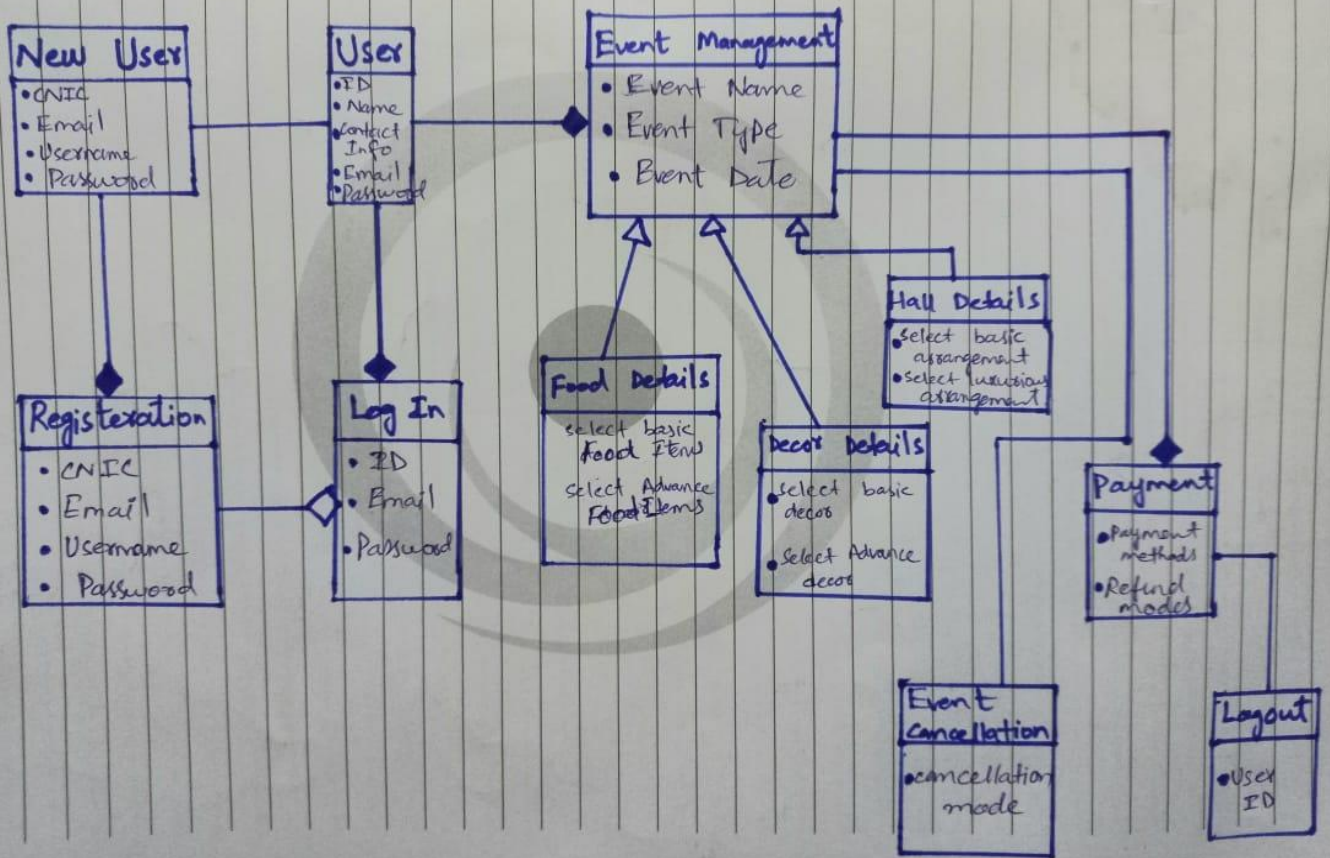 New User
• CNIC
• Email
• Username
• Password
User
• ID
• Name
• Contact
Info
• Email
• Password
Event Management
• Event Name
• Event Type
• Event Date
Registeration
• CNIC
• Email
• Username
• Password
Log In
• ID
• Email
• Password
Food Details
select basic
Food Items
select Advance
Food Items
Decor Details
• select basic
decor
• select Advance
decor
Hall Details
• select basic
arrangement
• select luxurious
arrangement
Payment
• Payment
methods
• Refund
modes
Event
Cancellation
• cancellation
mode
Logout
• User
ID